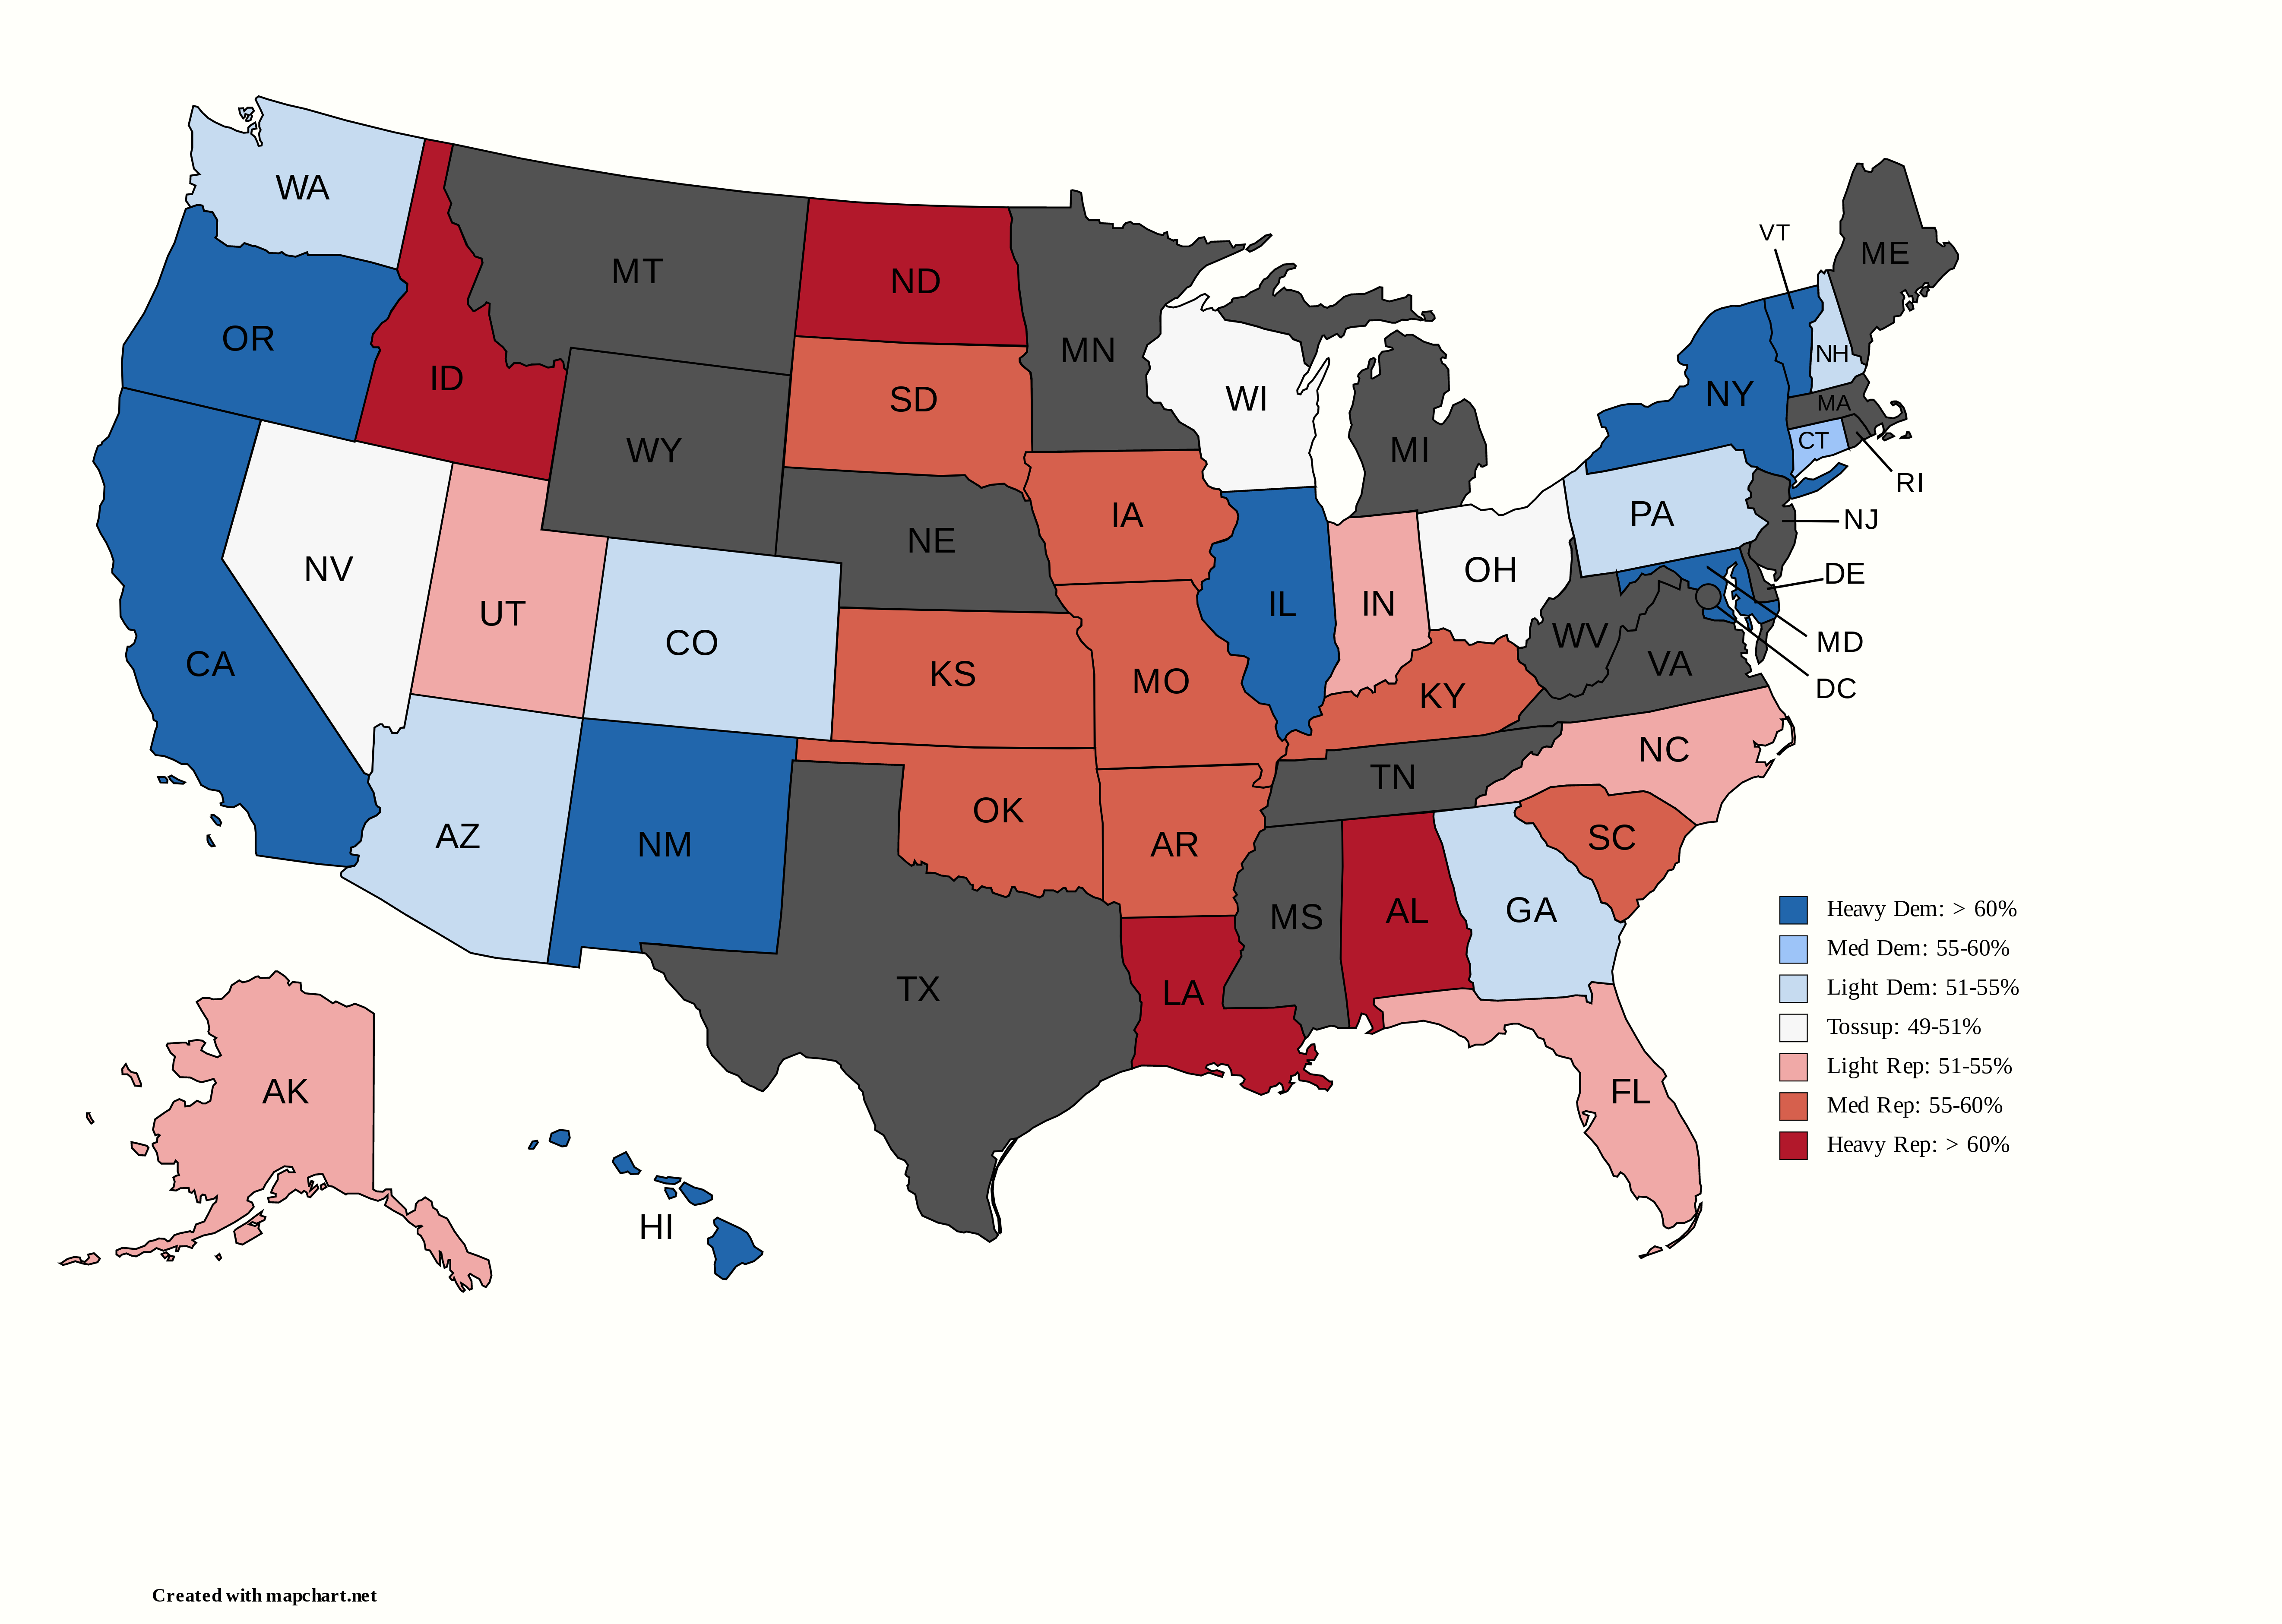 WA
MT
ND
MN
VT
ME
OR
ID
SD
WI
NH
NY
MA
CT
WY
MI
RI
NE
IA
PA
NJ
NV
OH
DE
UT
IL
IN
CO
WV
MD
CA
KS
MO
VA
KY
DC
NC
TN
OK
AZ
NM
AR
SC
MS
AL
GA
TX
LA
AK
FL
HI
Heavy Dem: > 60%
Med Dem: 55-60%
Light Dem: 51-55%
Tossup: 49-51%
Light Rep: 51-55%
Med Rep: 55-60%
Heavy Rep: > 60%
Created with mapchart.net